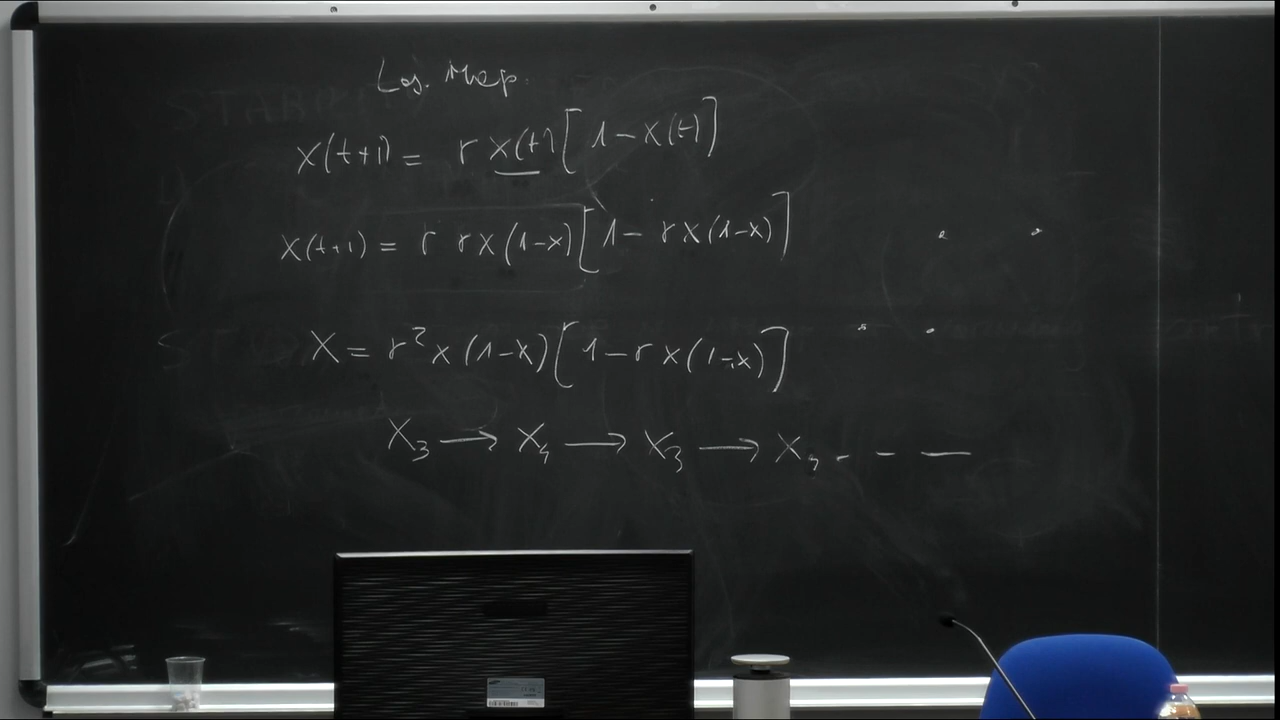 Log. Map.
x(t+1) = r x(t) [1 - x(t)]
x(t+1) = r r x (1-x) [1 - r x (1-x)]
X = r² x (1-x) [1 - r x (1-x)]
X₃ → X₄ → X₃ → X₄ - - —